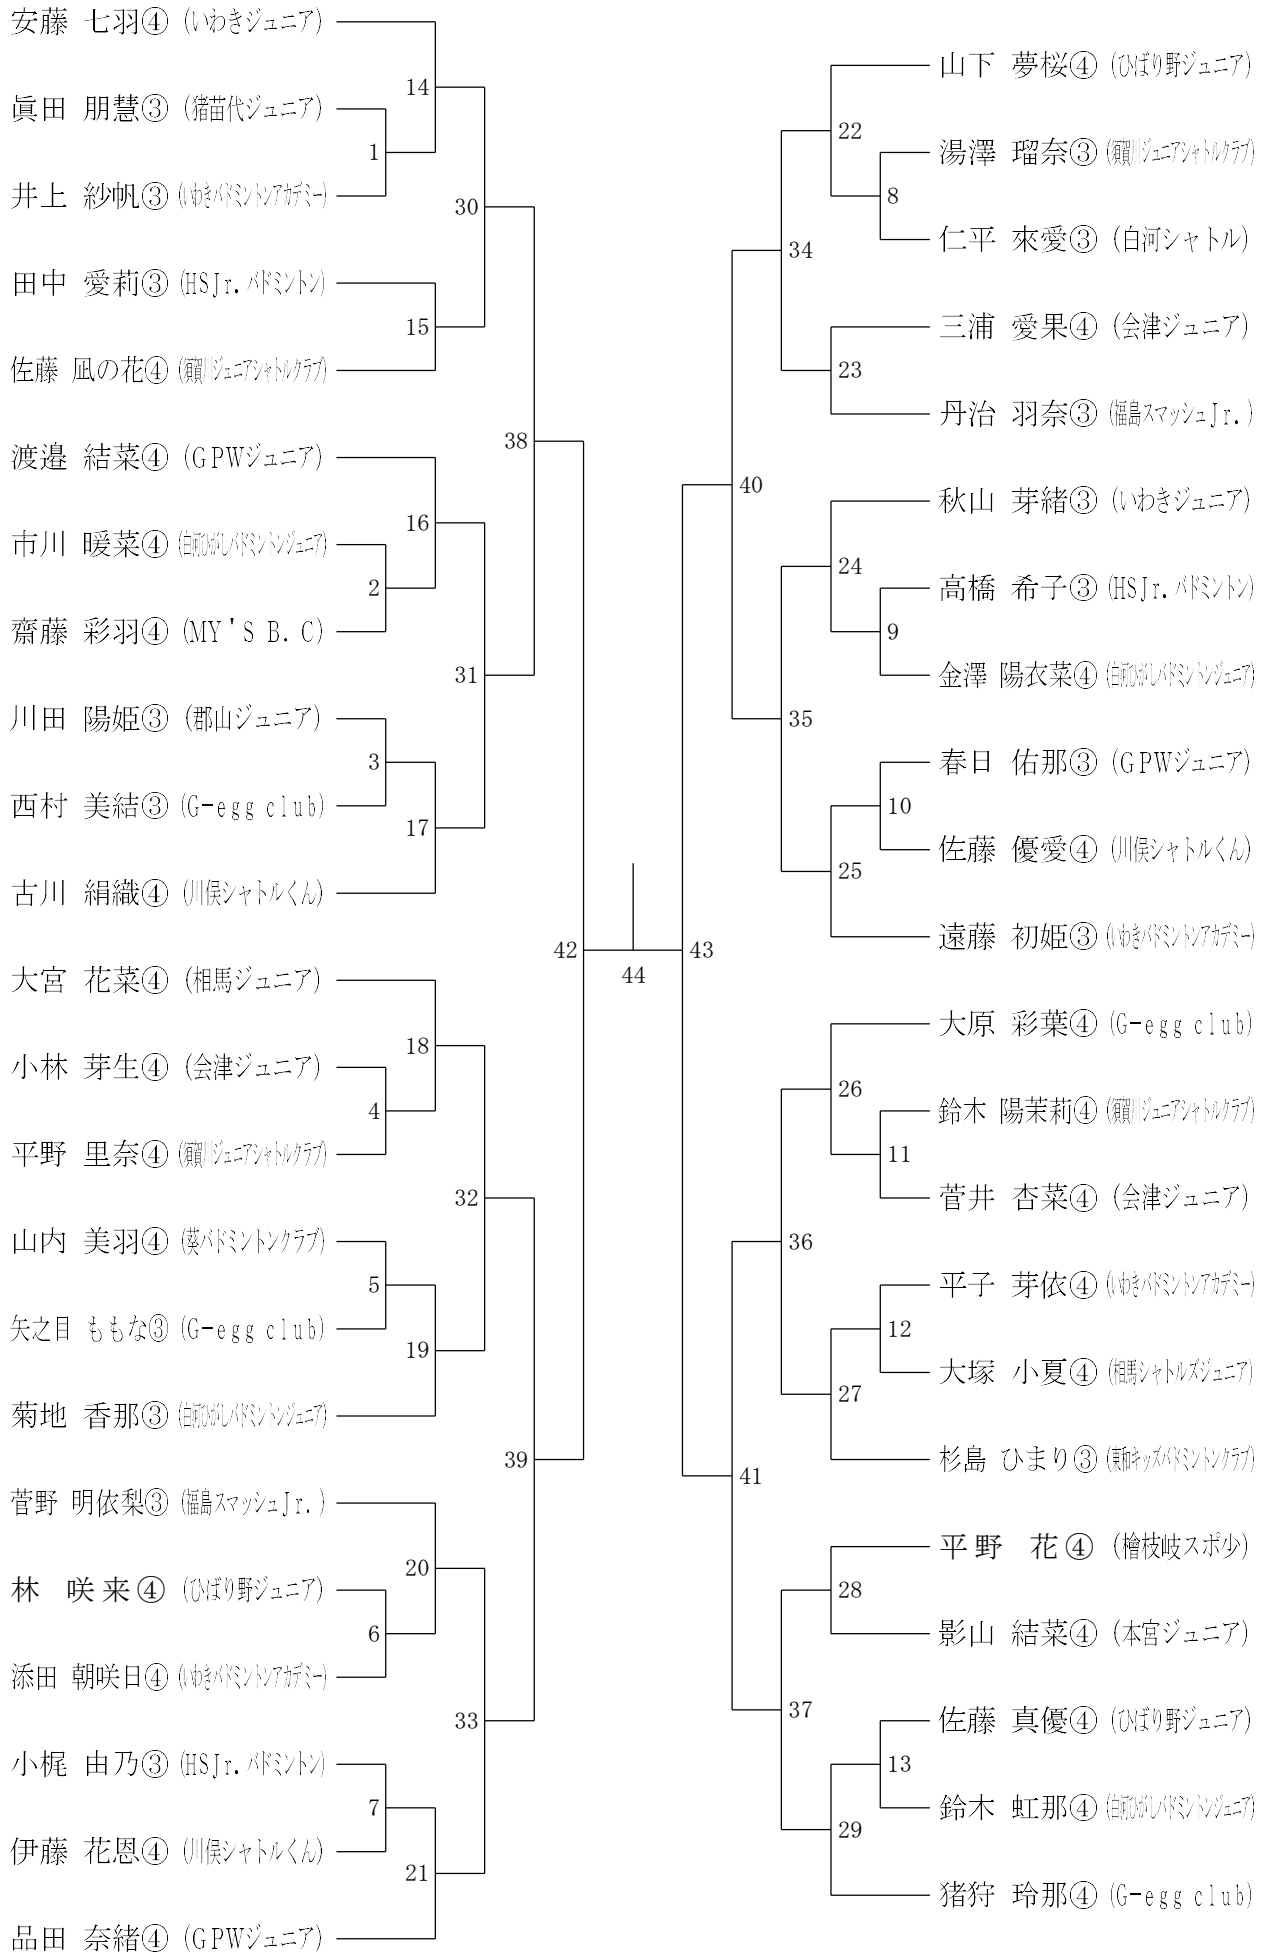 安藤 七羽④ (いわきジュニア)
眞田 朋慧③ (猪苗代ジュニア)
井上 紗帆③ (いわきバドミントンアカデミー)
田中 愛莉③ (HSJr.バドミントン)
佐藤 凪の花④ (須賀川ジュニアシャトルクラブ)
渡邉 結菜④ (GPWジュニア)
市川 暖菜④ (白河ひがしバドミントンジュニア)
齋藤 彩羽④ (MY'S B.C)
川田 陽姫③ (郡山ジュニア)
西村 美結③ (G-egg club)
古川 絹織④ (川俣シャトルくん)
大宮 花菜④ (相馬ジュニア)
小林 芽生④ (会津ジュニア)
平野 里奈④ (須賀川ジュニアシャトルクラブ)
山内 美羽④ (葵バドミントンクラブ)
矢之目 ももな③ (G-egg club)
菊地 香那③ (白河ひがしバドミントンジュニア)
菅野 明依梨③ (福島スマッシュJr.)
林 咲来④ (ひばり野ジュニア)
添田 朝咲日④ (いわきバドミントンアカデミー)
小梶 由乃③ (HSJr.バドミントン)
伊藤 花恩④ (川俣シャトルくん)
品田 奈緒④ (GPWジュニア)
1
2
3
4
5
6
7
14
15
16
17
18
19
20
21
30
31
32
33
38
39
42
44
43
40
41
34
35
36
37
22
23
24
25
26
27
28
29
8
9
10
11
12
13
山下 夢桜④ (ひばり野ジュニア)
湯澤 瑠奈③ (須賀川ジュニアシャトルクラブ)
仁平 來愛③ (白河シャトル)
三浦 愛果④ (会津ジュニア)
丹治 羽奈③ (福島スマッシュJr.)
秋山 芽緒③ (いわきジュニア)
高橋 希子③ (HSJr.バドミントン)
金澤 陽衣菜④ (白河ひがしバドミントンジュニア)
春日 佑那③ (GPWジュニア)
佐藤 優愛④ (川俣シャトルくん)
遠藤 初姫③ (いわきバドミントンアカデミー)
大原 彩葉④ (G-egg club)
鈴木 陽茉莉④ (須賀川ジュニアシャトルクラブ)
菅井 杏菜④ (会津ジュニア)
平子 芽依④ (いわきバドミントンアカデミー)
大塚 小夏④ (相馬シャトルズジュニア)
杉島 ひまり③ (東和キッズバドミントンクラブ)
平野 花④ (檜枝岐スポ少)
影山 結菜④ (本宮ジュニア)
佐藤 真優④ (ひばり野ジュニア)
鈴木 虹那④ (白河ひがしバドミントンジュニア)
猪狩 玲那④ (G-egg club)